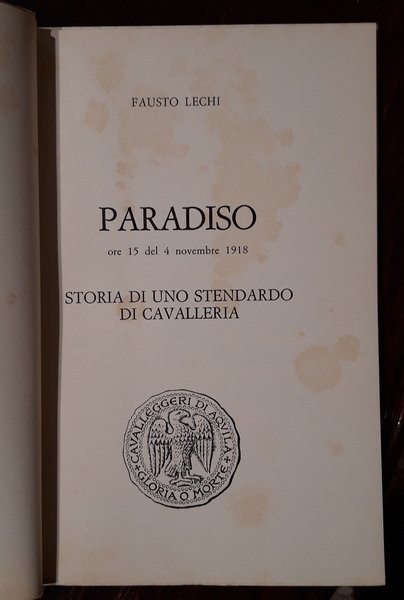 FAUSTO LECHI
PARADISO
ore 15 del 4 novembre 1918
STORIA DI UNO STENDARDO
DI CAVALLERIA
CAVALLEGGERI DI AQVILA
GLORIA O MORTE